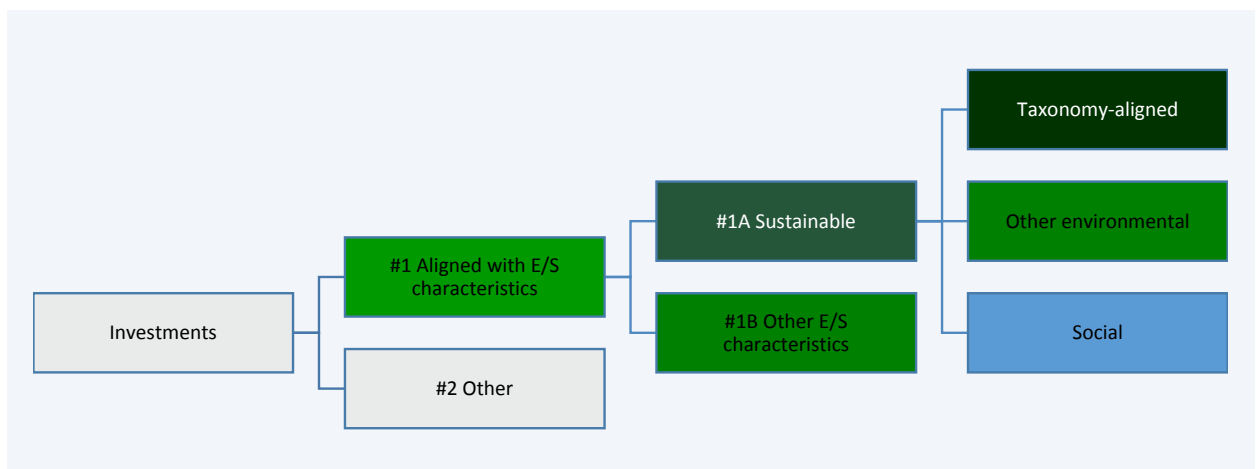 Investments
#1 Aligned with E/S
characteristics
#2 Other
#1A Sustainable
#1B Other E/S
characteristics
Taxonomy-aligned
Other environmental
Social